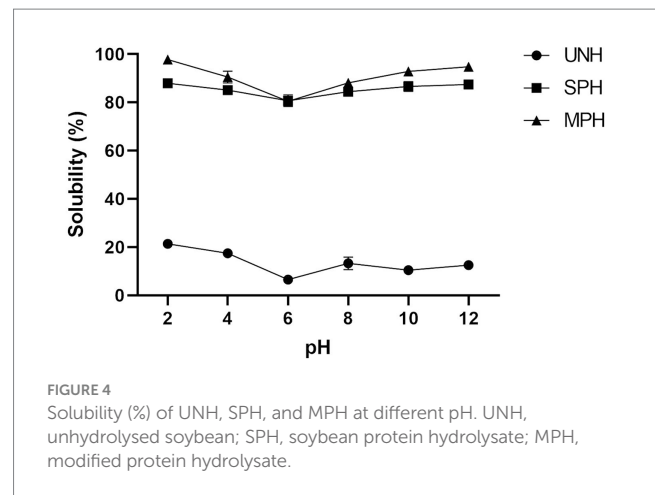 100
80
60
40
20
0
Solubility (%)
2 4 6 8 10 12
pH
UNH
SPH
MPH
FIGURE 4
Solubility (%) of UNH, SPH, and MPH at different pH. UNH,
unhydrolysed soybean; SPH, soybean protein hydrolysate; MPH,
modified protein hydrolysate.